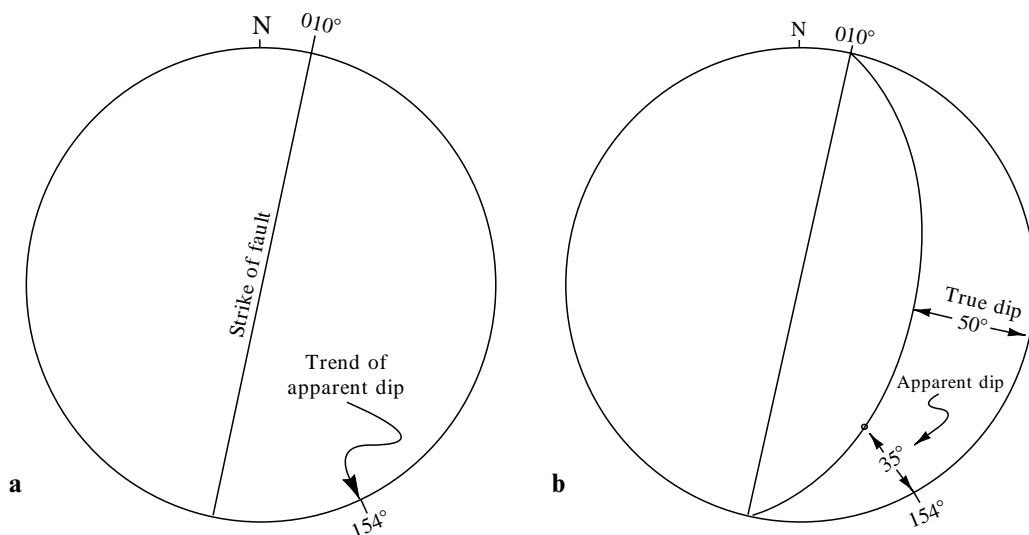 N
010°
Strike of fault
Trend of
apparent dip
154°
a
N
010°
True dip
50°
Apparent dip
35°
154°
b